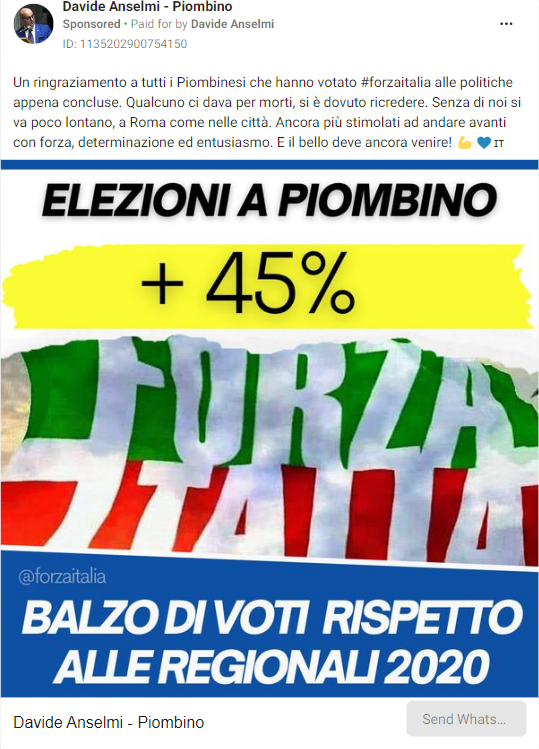 Davide Anselmi - Piombino
Sponsored • Paid for by Davide Anselmi
ID: 1135202900754150
Un ringraziamento a tutti i Piombinesi che hanno votato #forzaitalia alle politiche
appena concluse. Qualcuno ci dava per morti, si è dovuto ricredere. Senza di noi si
va poco lontano, a Roma come nelle città. Ancora più stimolati ad andare avanti
con forza, determinazione ed entusiasmo. E il bello deve ancora venire! 💪 💙 IT
ELEZIONI A PIOMBINO
+ 45%
FORZA
ITALIA
@forzaitalia
BALZO DI VOTI RISPETTO
ALLE REGIONALI 2020
Davide Anselmi - Piombino
Send Whats...